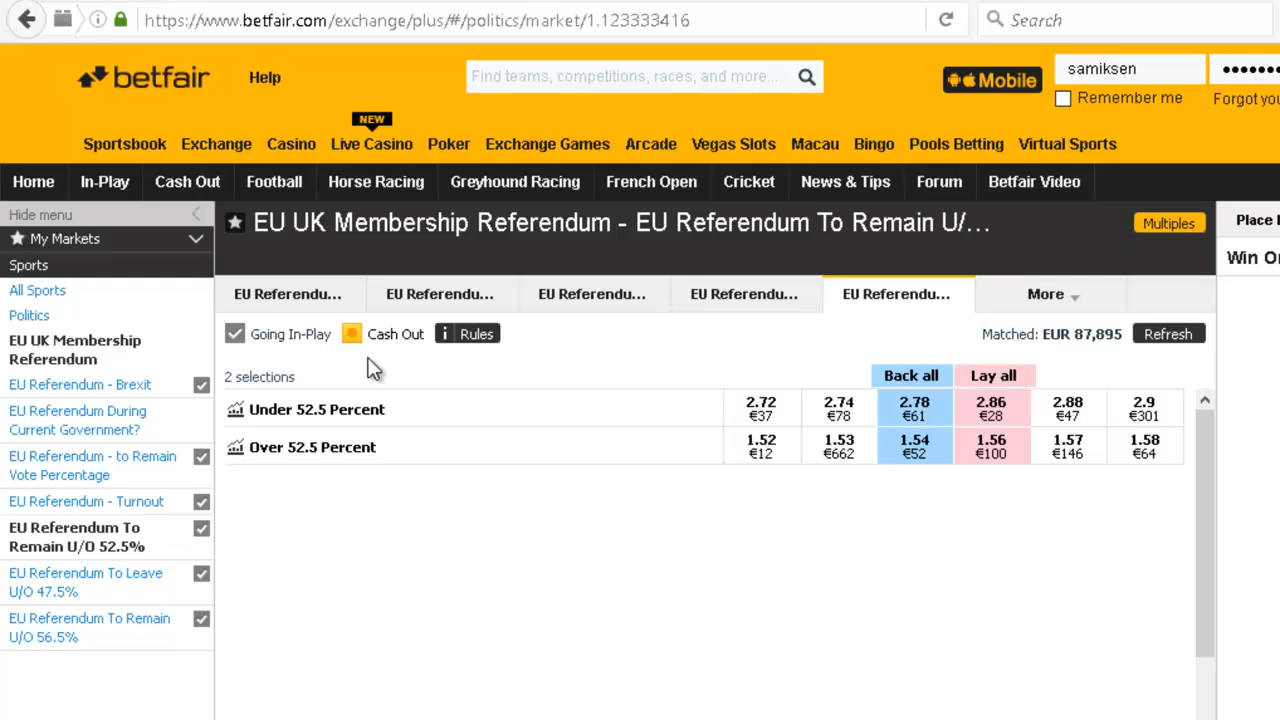 https://www.betfair.com/exchange/plus/#/politics/market/1.123333416
Search
betfair
Help
Find teams, competitions, races, and more...
Mobile
samiksen
Remember me
Forgot you
NEW
Sportsbook Exchange Casino Live Casino Poker Exchange Games Arcade Vegas Slots Macau Bingo Pools Betting Virtual Sports
Home In-Play Cash Out Football Horse Racing Greyhound Racing French Open Cricket News & Tips Forum Betfair Video
Hide menu
My Markets
Sports
All Sports
Politics
EU UK Membership
Referendum
EU Referendum - Brexit
EU Referendum During
Current Government?
EU Referendum - to Remain
Vote Percentage
EU Referendum - Turnout
EU Referendum To
Remain U/O 52.5%
EU Referendum To Leave
U/O 47.5%
EU Referendum To Remain
U/O 56.5%
EU UK Membership Referendum - EU Referendum To Remain U/...
Multiples
EU Referendu... EU Referendu... EU Referendu... EU Referendu... EU Referendu... More
Going In-Play Cash Out i Rules
Matched: EUR 87,895 Refresh
2 selections
Back all Lay all
Under 52.5 Percent
2.72 2.74 2.78 2.86 2.88 2.9
€37 €78 €61 €28 €47 €301
Over 52.5 Percent
1.52 1.53 1.54 1.56 1.57 1.58
€12 €662 €52 €100 €146 €64
Place
Win O